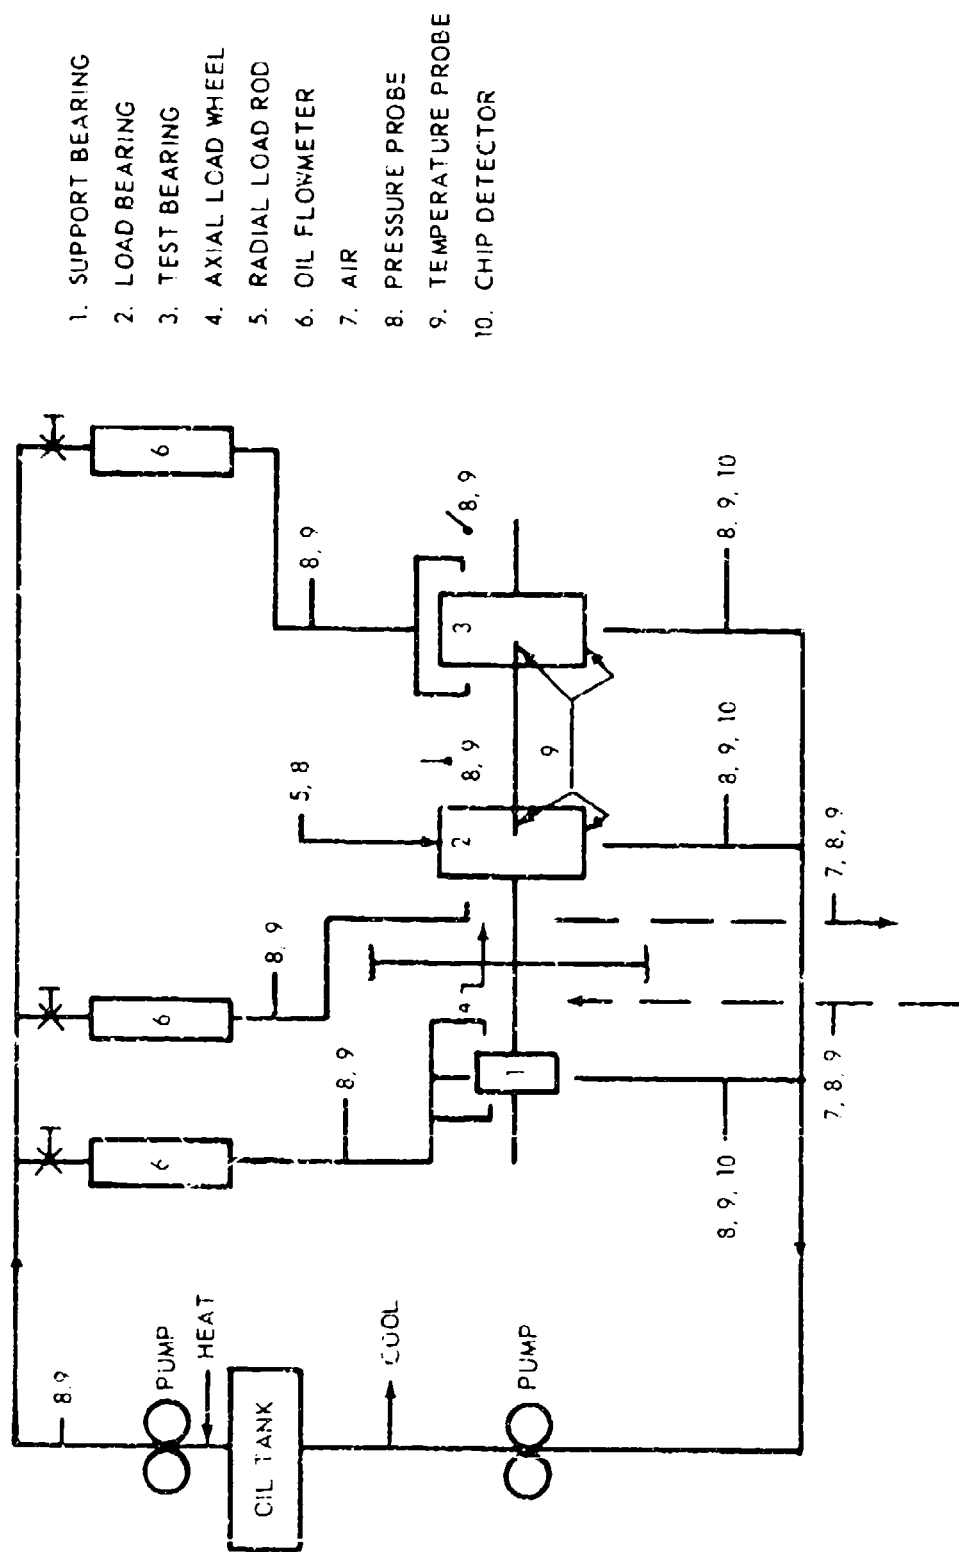 1. SUPPORT BEARING
2. LOAD BEARING
3. TEST BEARING
4. AXIAL LOAD WHEEL
5. RADIAL LOAD ROD
6. OIL FLOWMETER
7. AIR
8. PRESSURE PROBE
9. TEMPERATURE PROBE
10. CHIP DETECTOR
8,9
PUMP
HEAT
OIL TANK
COOL
PUMP
6
6
6
8, 9
8, 9
8, 9
5, 8
8, 9
8, 9
4
1
2
3
9
8, 9, 10
8, 9, 10
8, 9, 10
7, 8, 9
7, 8, 9